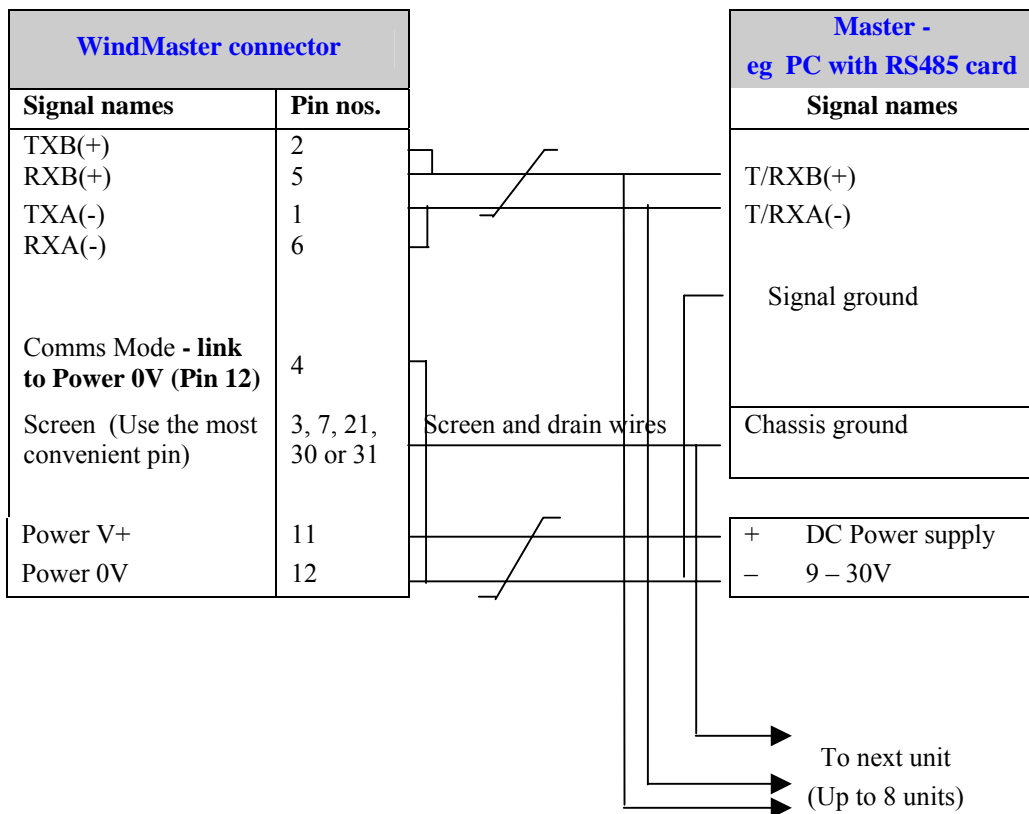 WindMaster connector
Master -
eg PC with RS485 card
Signal names Pin nos.
Signal names
TXB(+) 2
RXB(+) 5
T/RXB(+)
TXA(-) 1
T/RXA(-)
RXA(-) 6
Signal ground
Comms Mode - link
to Power 0V (Pin 12)
4
Screen (Use the most
convenient pin)
3, 7, 21,
30 or 31
Screen and drain wires
Chassis ground
Power V+ 11
+ DC Power supply
Power 0V 12
– 9 – 30V
To next unit
(Up to 8 units)